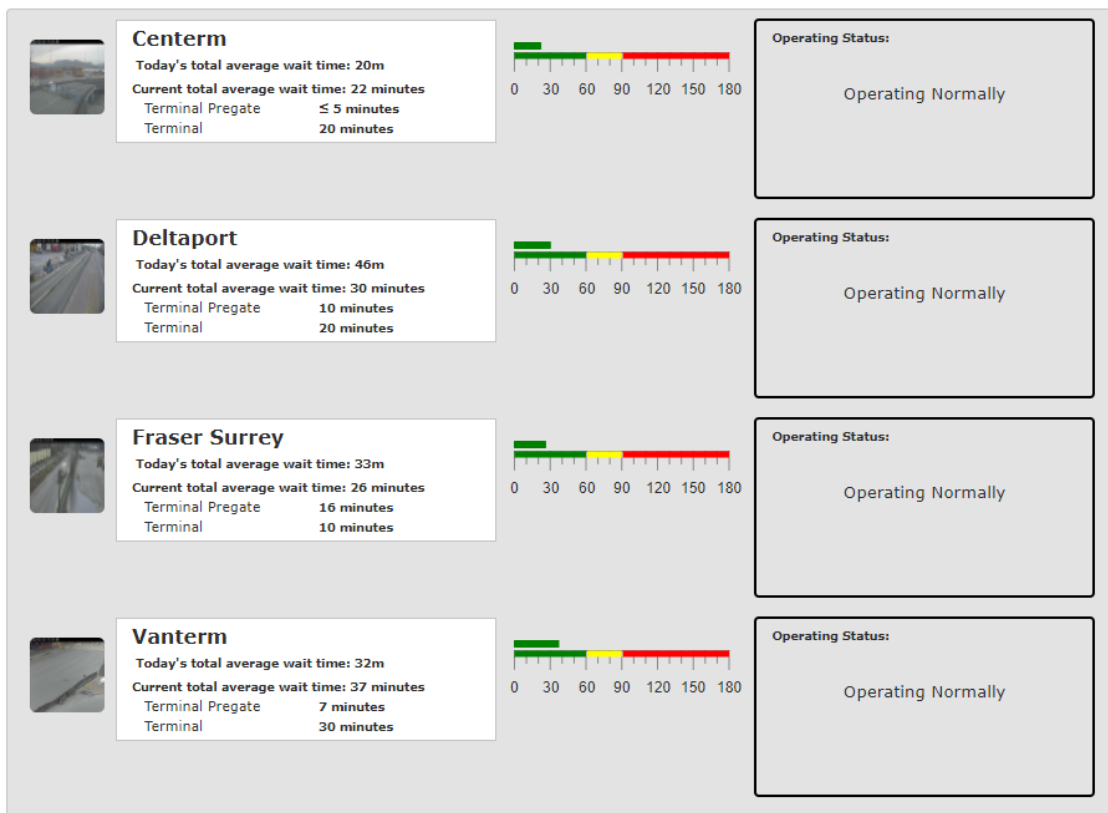 Centerm
Today's total average wait time: 20m
Current total average wait time: 22 minutes
Terminal Pregate ≤ 5 minutes
Terminal 20 minutes
0 30 60 90 120 150 180
Operating Status:
Operating Normally
Deltaport
Today's total average wait time: 46m
Current total average wait time: 30 minutes
Terminal Pregate 10 minutes
Terminal 20 minutes
0 30 60 90 120 150 180
Operating Status:
Operating Normally
Fraser Surrey
Today's total average wait time: 33m
Current total average wait time: 26 minutes
Terminal Pregate 16 minutes
Terminal 10 minutes
0 30 60 90 120 150 180
Operating Status:
Operating Normally
Vanterm
Today's total average wait time: 32m
Current total average wait time: 37 minutes
Terminal Pregate 7 minutes
Terminal 30 minutes
0 30 60 90 120 150 180
Operating Status:
Operating Normally